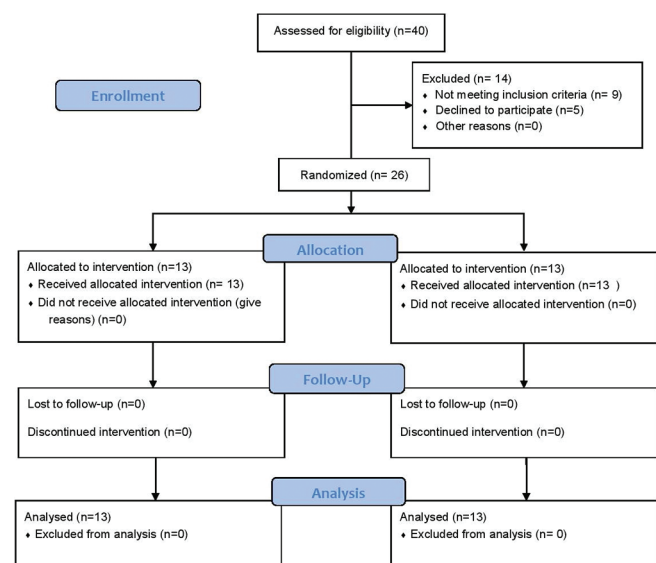 Assessed for eligibility (n=40)
Enrollment
Excluded (n= 14)
♦ Not meeting inclusion criteria (n= 9)
♦ Declined to participate (n=5)
♦ Other reasons (n=0)
Randomized (n= 26)
Allocation
Allocated to intervention (n=13)
♦ Received allocated intervention (n= 13)
♦ Did not receive allocated intervention (give
reasons) (n=0)
Allocated to intervention (n=13)
♦ Received allocated intervention (n=13 )
♦ Did not receive allocated intervention (n=0)
Follow-Up
Lost to follow-up (n=0)
Discontinued intervention (n=0)
Lost to follow-up (n=0)
Discontinued intervention (n=0)
Analysis
Analysed (n=13)
♦ Excluded from analysis (n=0)
Analysed (n=13)
♦ Excluded from analysis (n= 0)